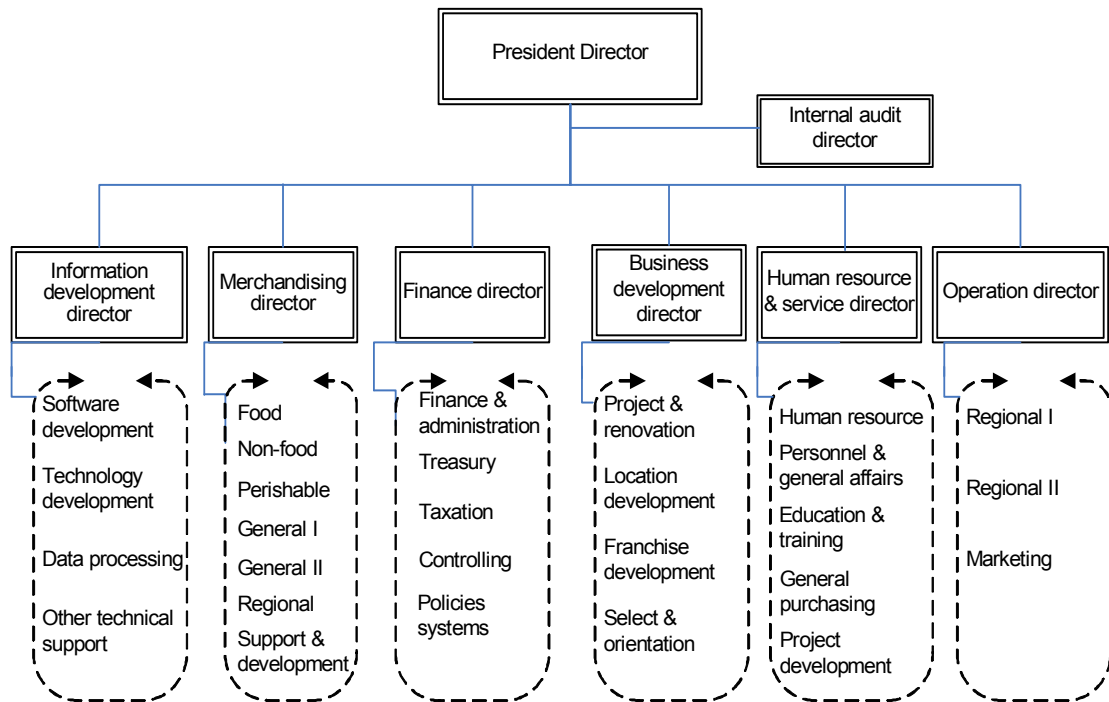 President Director
Internal audit
director
Information
development
director
Merchandising
director
Finance director
Business
development
director
Human resource
& service director
Operation director
Software
development
Technology
development
Data processing
Other technical
support
Food
Non-food
Perishable
General I
General II
Regional
Support &
development
Finance &
administration
Treasury
Taxation
Controlling
Policies
systems
Project &
renovation
Location
development
Franchise
development
Select &
orientation
Human resource
Personnel &
general affairs
Education &
training
General
purchasing
Project
development
Regional I
Regional II
Marketing